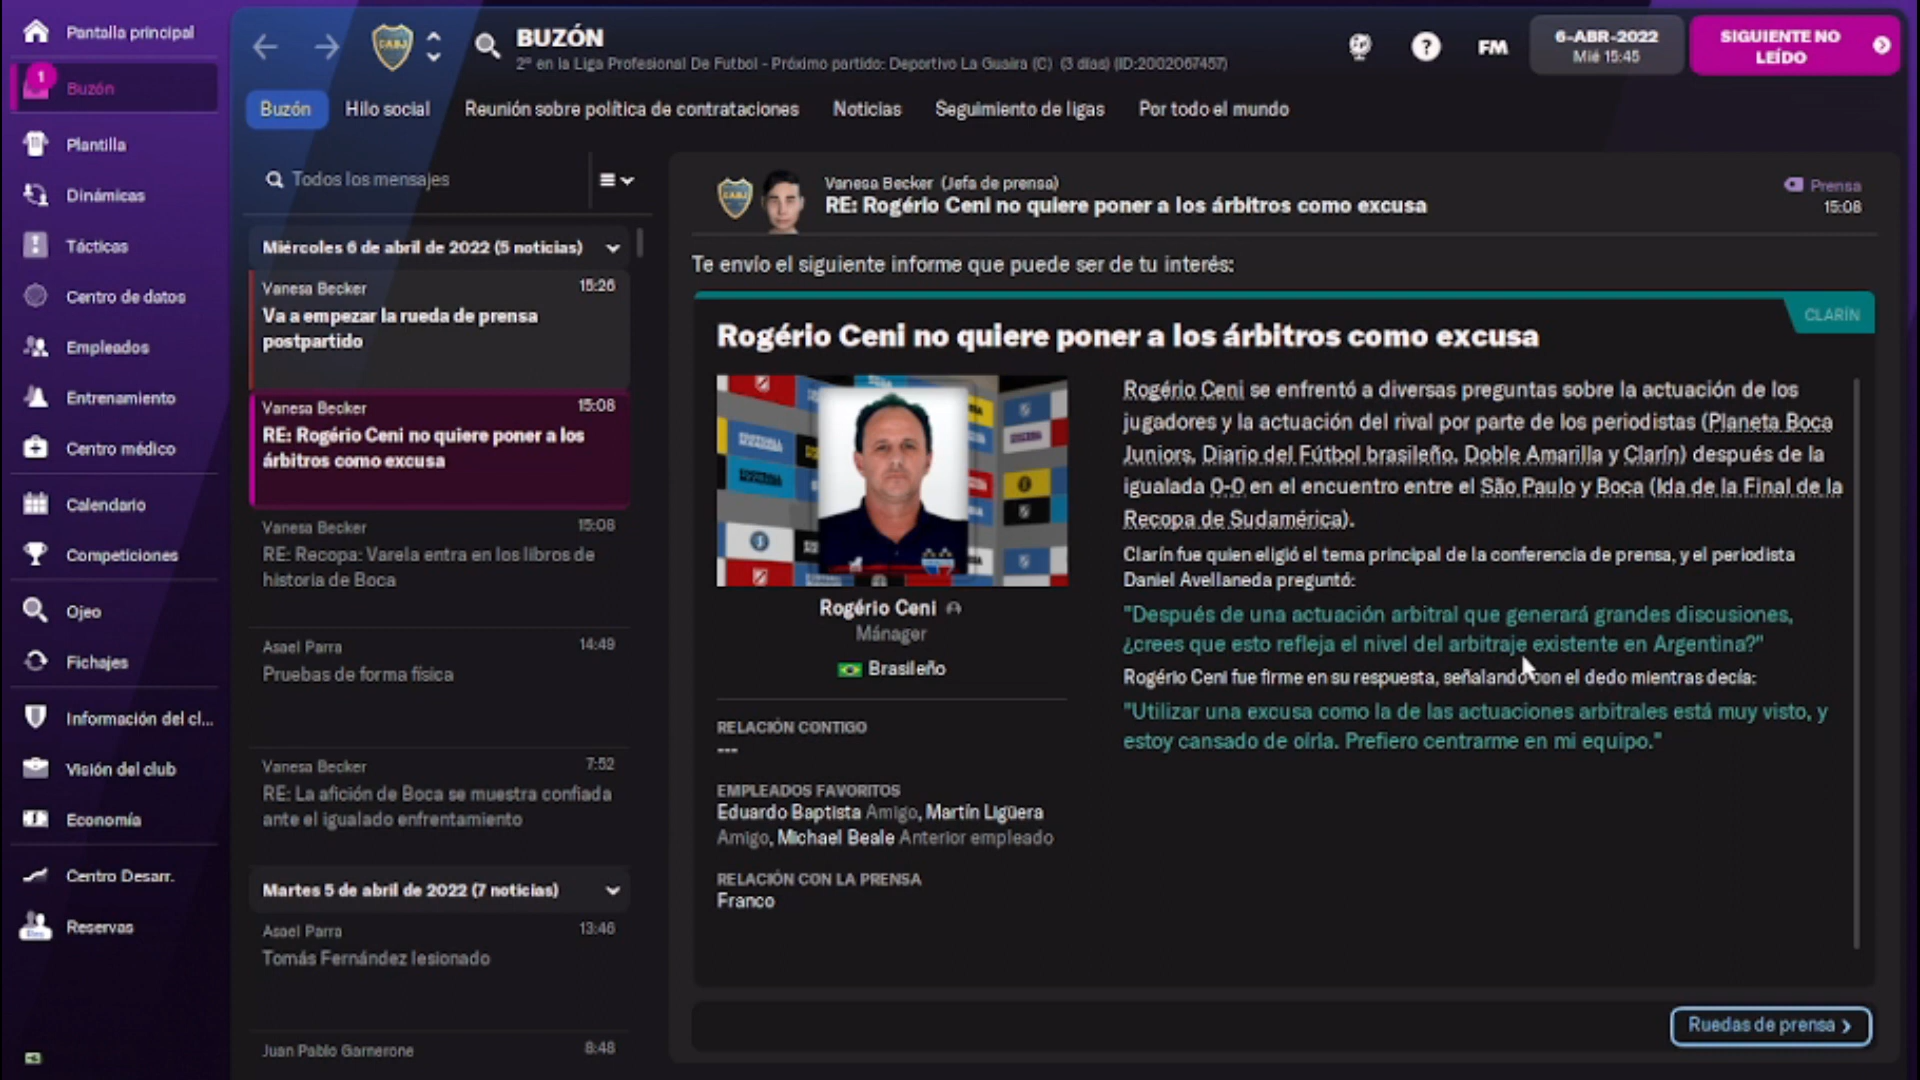 Pantalla principal
1
Buzón
Plantilla
Dinámicas
Tácticas
Centro de datos
Empleados
Entrenamiento
Centro médico
Calendario
Competiciones
Ojeo
Fichajes
Información del cl...
Visión del club
Economía
Centro Desarr.
Reservas
BUZÓN
2º en la Liga Profesional De Futbol - Próximo partido: Deportivo La Guaira (C) (3 días) (ID:2002067457)
FM
6-ABR-2022
Mié 15:45
SIGUIENTE NO
LEÍDO
Buzón
Hilo social
Reunión sobre política de contrataciones
Noticias
Seguimiento de ligas
Por todo el mundo
Todos los mensajes
Miércoles 6 de abril de 2022 (5 noticias)
Vanesa Becker
15:26
Va a empezar la rueda de prensa
postpartido
Vanesa Becker
15:08
RE: Rogério Ceni no quiere poner a los
árbitros como excusa
Vanesa Becker
15:08
RE: Recopa: Varela entra en los libros de
historia de Boca
Asael Parra
14:49
Pruebas de forma física
Vanesa Becker
7:52
RE: La afición de Boca se muestra confiada
ante el igualado enfrentamiento
Martes 5 de abril de 2022 (7 noticias)
Asael Parra
13:46
Tomás Fernández lesionado
Juan Pablo Garnerone
8:48
Vanesa Becker (Jefa de prensa)
RE: Rogério Ceni no quiere poner a los árbitros como excusa
Prensa
15:08
Te envío el siguiente informe que puede ser de tu interés:
CLARÍN
Rogério Ceni no quiere poner a los árbitros como excusa
Rogério Ceni
Mánager
Brasileño
RELACIÓN CONTIGO
---
EMPLEADOS FAVORITOS
Eduardo Baptista Amigo, Martín Ligüera
Amigo, Michael Beale Anterior empleado
RELACIÓN CON LA PRENSA
Franco
Rogério Ceni se enfrentó a diversas preguntas sobre la actuación de los
jugadores y la actuación del rival por parte de los periodistas (Planeta Boca
Juniors, Diario del Fútbol brasileño, Doble Amarilla y Clarín) después de la
igualada 0-0 en el encuentro entre el São Paulo y Boca (Ida de la Final de la
Recopa de Sudamérica).
Clarín fue quien eligió el tema principal de la conferencia de prensa, y el periodista
Daniel Avellaneda preguntó:
"Después de una actuación arbitral que generará grandes discusiones,
¿crees que esto refleja el nivel del arbitraje existente en Argentina?"
Rogério Ceni fue firme en su respuesta, señalando con el dedo mientras decía:
"Utilizar una excusa como la de las actuaciones arbitrales está muy visto, y
estoy cansado de oírla. Prefiero centrarme en mi equipo."
Ruedas de prensa